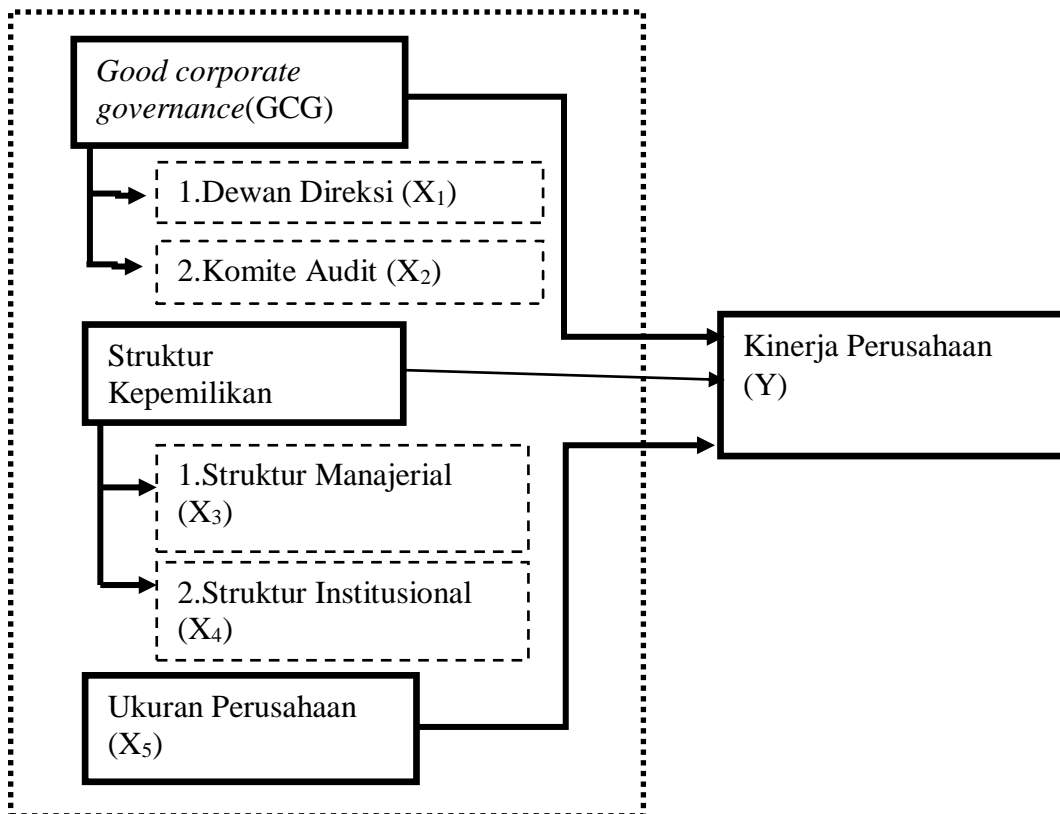 Good corporate
governance(GCG)
1.Dewan Direksi (X₁)
2.Komite Audit (X₂)
Struktur
Kepemilikan
Kinerja Perusahaan
(Y)
1.Struktur Manajerial
(X₃)
2.Struktur Institusional
(X₄)
Ukuran Perusahaan
(X₅)